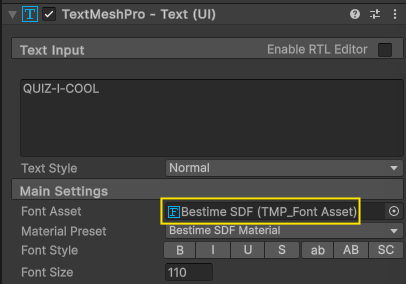 TextMeshPro - Text (UI)
Text Input
Enable RTL Editor
QUIZ-I-COOL
Text Style
Normal
Main Settings
Font Asset
Bestime SDF (TMP_Font Asset)
Material Preset
Bestime SDF Material
Font Style
B I U S ab AB SC
Font Size
110